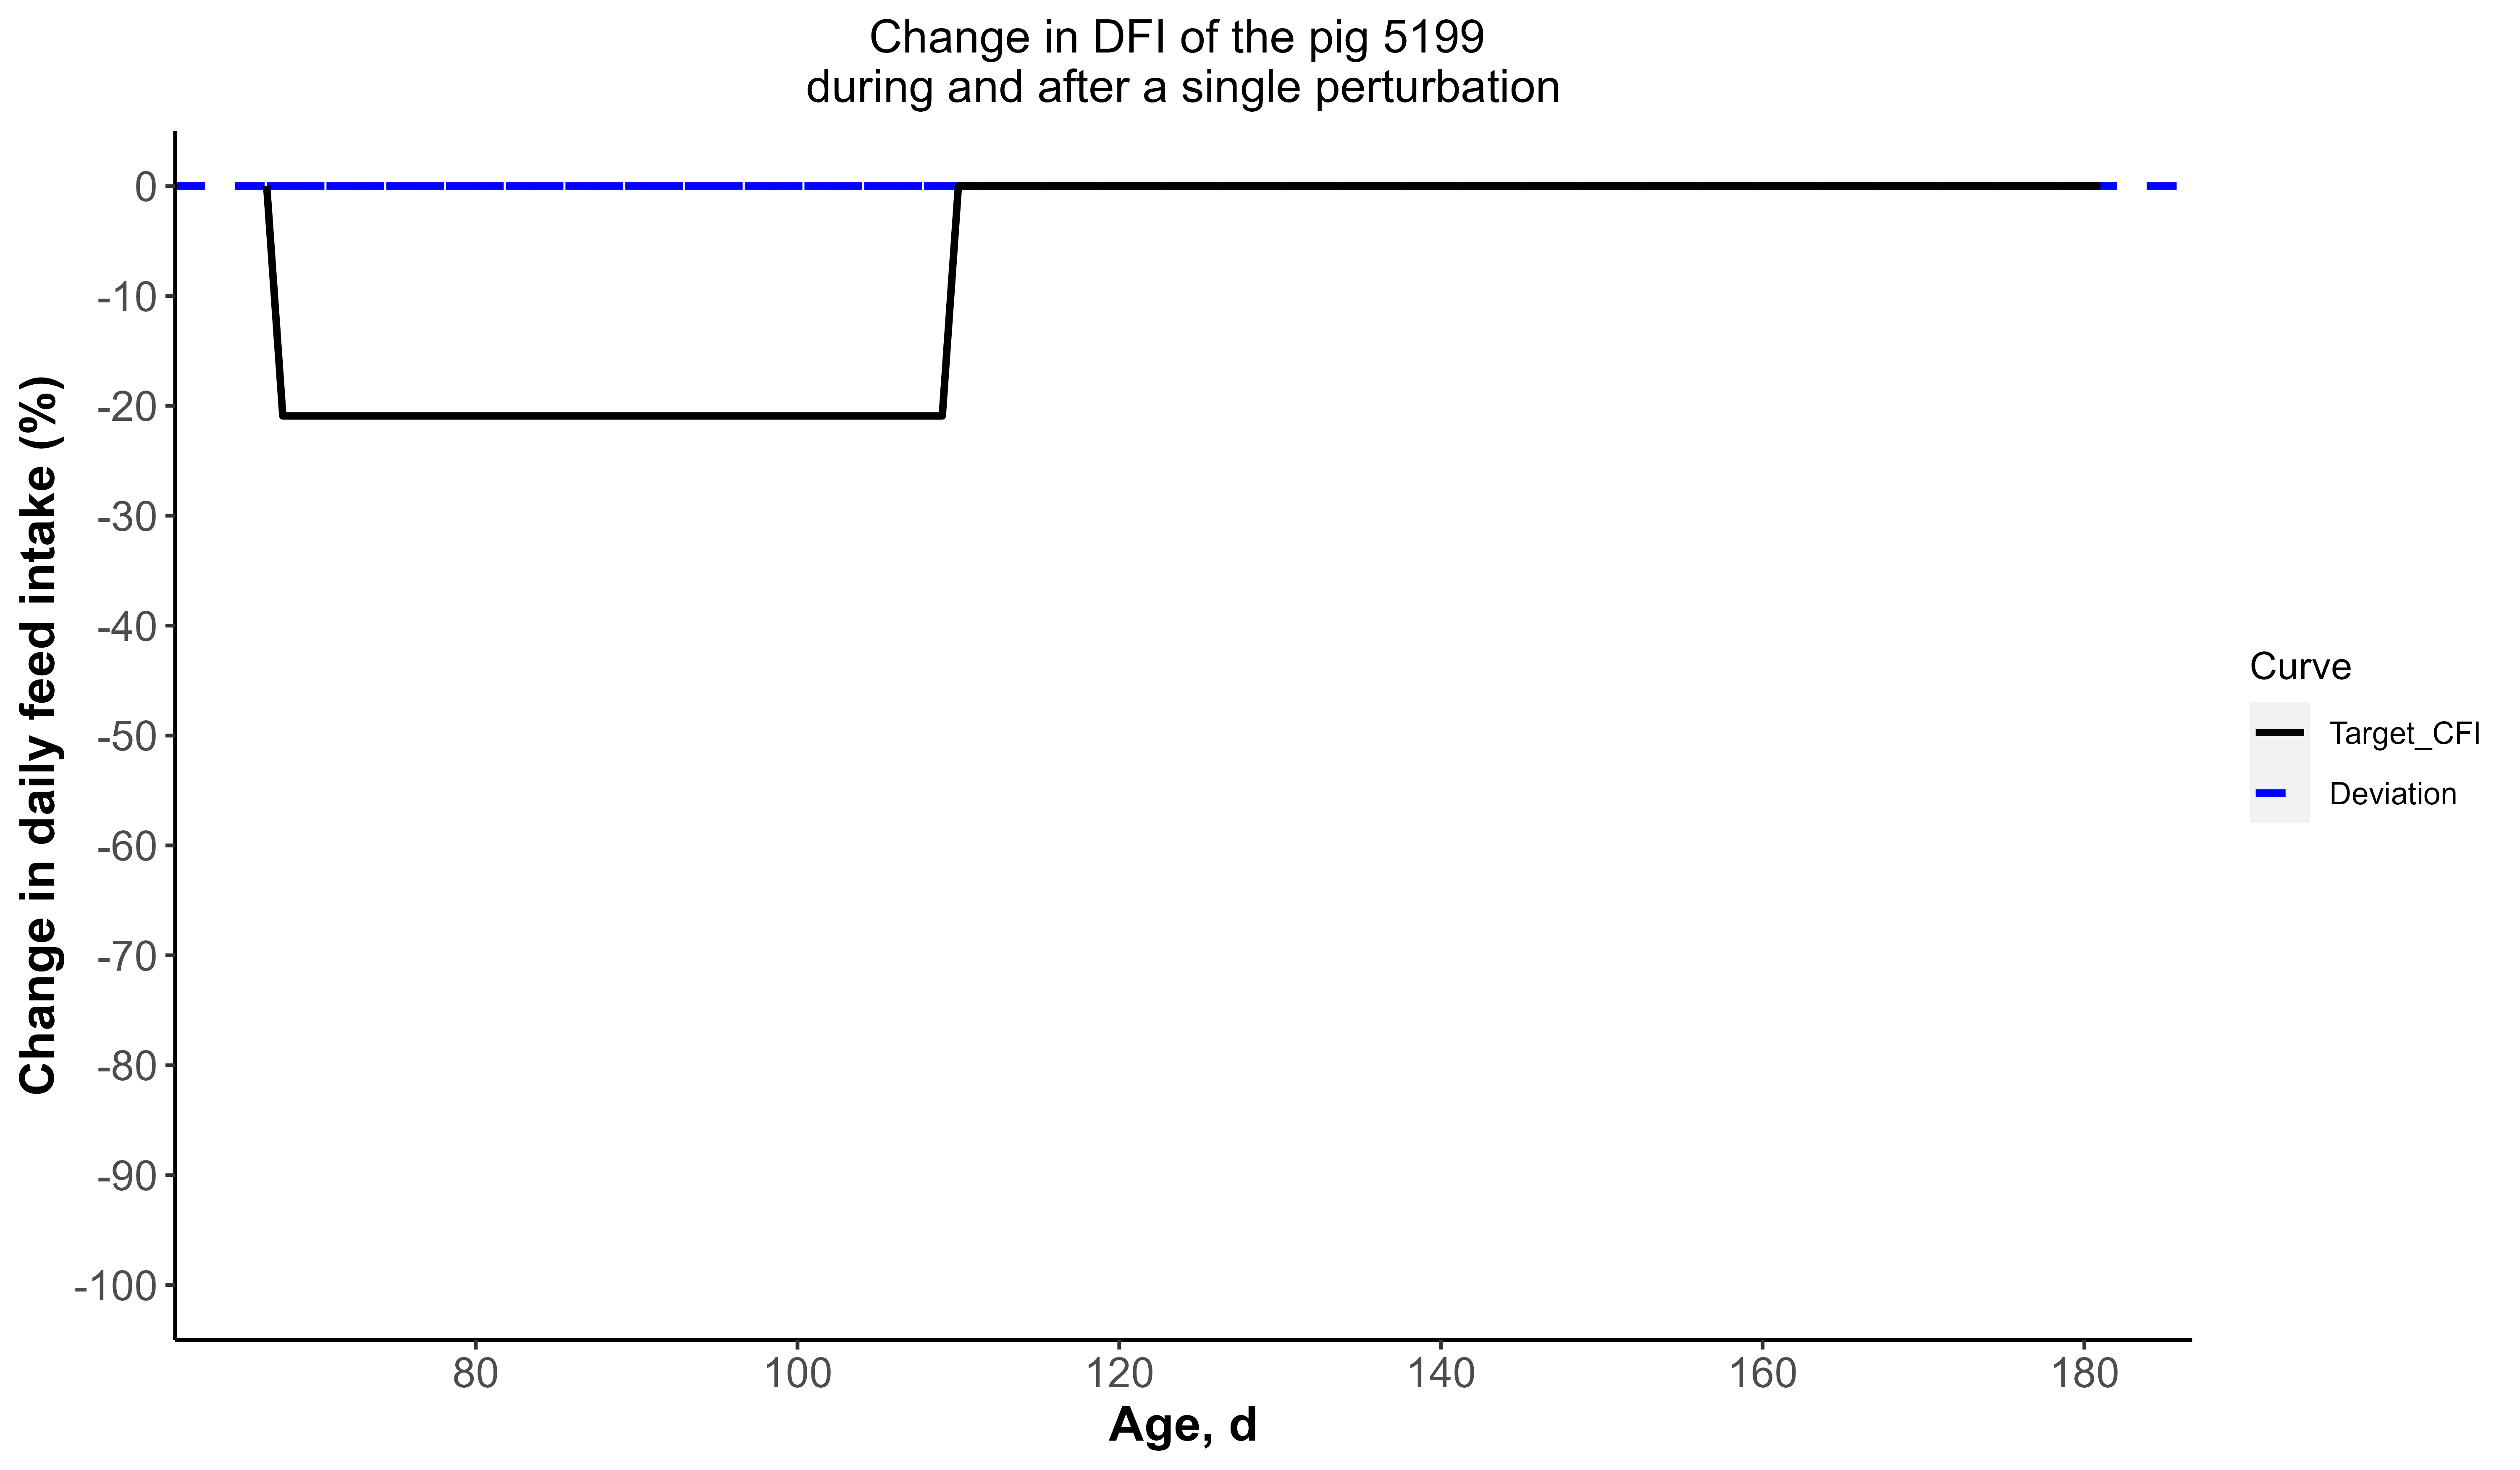 Change in DFI of the pig 5199
during and after a single perturbation
Change in daily feed intake (%)
0
-10
-20
-30
-40
-50
-60
-70
-80
-90
-100
80
100
120
140
160
180
Age, d
Curve
Target_CFI
Deviation